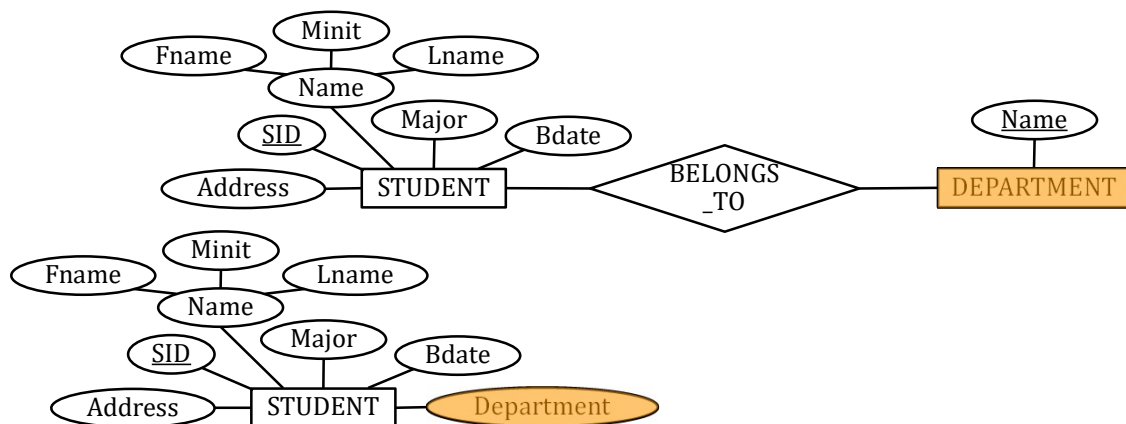 Minit
Fname
Lname
Name
SID
Major
Bdate
Name
Address
STUDENT
BELONGS
_TO
DEPARTMENT
Minit
Fname
Lname
Name
SID
Major
Bdate
Address
STUDENT
Department